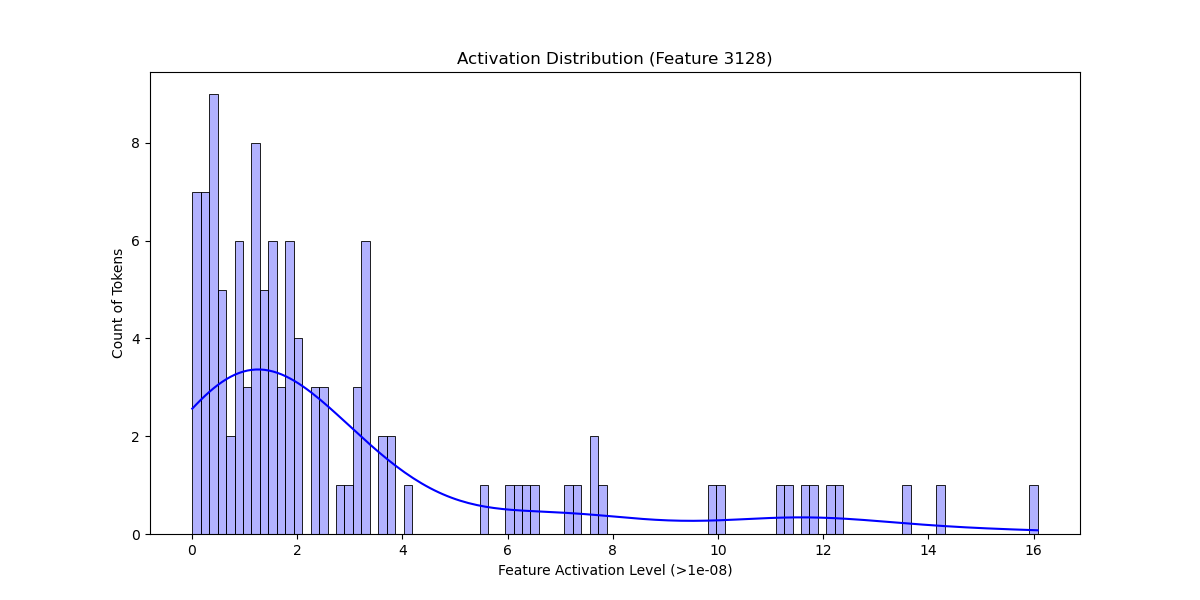 Activation Distribution (Feature 3128)
Count of Tokens
8
6
4
2
0
0 2 4 6 8 10 12 14 16
Feature Activation Level (>1e-08)